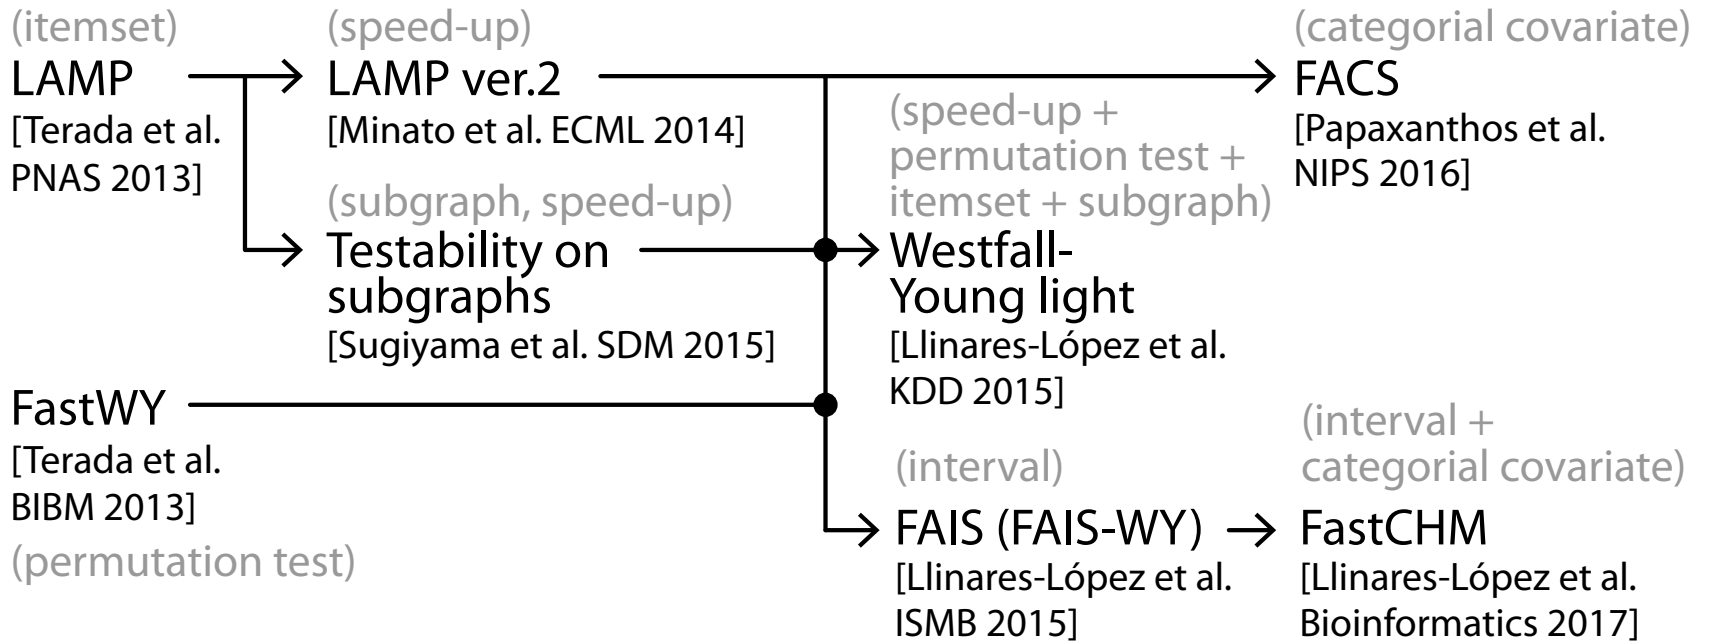 (itemset)
LAMP
[Terada et al.
PNAS 2013]
(speed-up)
LAMP ver.2
[Minato et al. ECML 2014]
(categorial covariate)
FACS
[Papaxanthos et al.
NIPS 2016]
(subgraph, speed-up)
Testability on
subgraphs
[Sugiyama et al. SDM 2015]
(speed-up +
permutation test +
itemset + subgraph)
Westfall-
Young light
[Llinares-López et al.
KDD 2015]
FastWY
[Terada et al.
BIBM 2013]
(permutation test)
(interval)
FAIS (FAIS-WY)
[Llinares-López et al.
ISMB 2015]
(interval +
categorial covariate)
FastCHM
[Llinares-López et al.
Bioinformatics 2017]